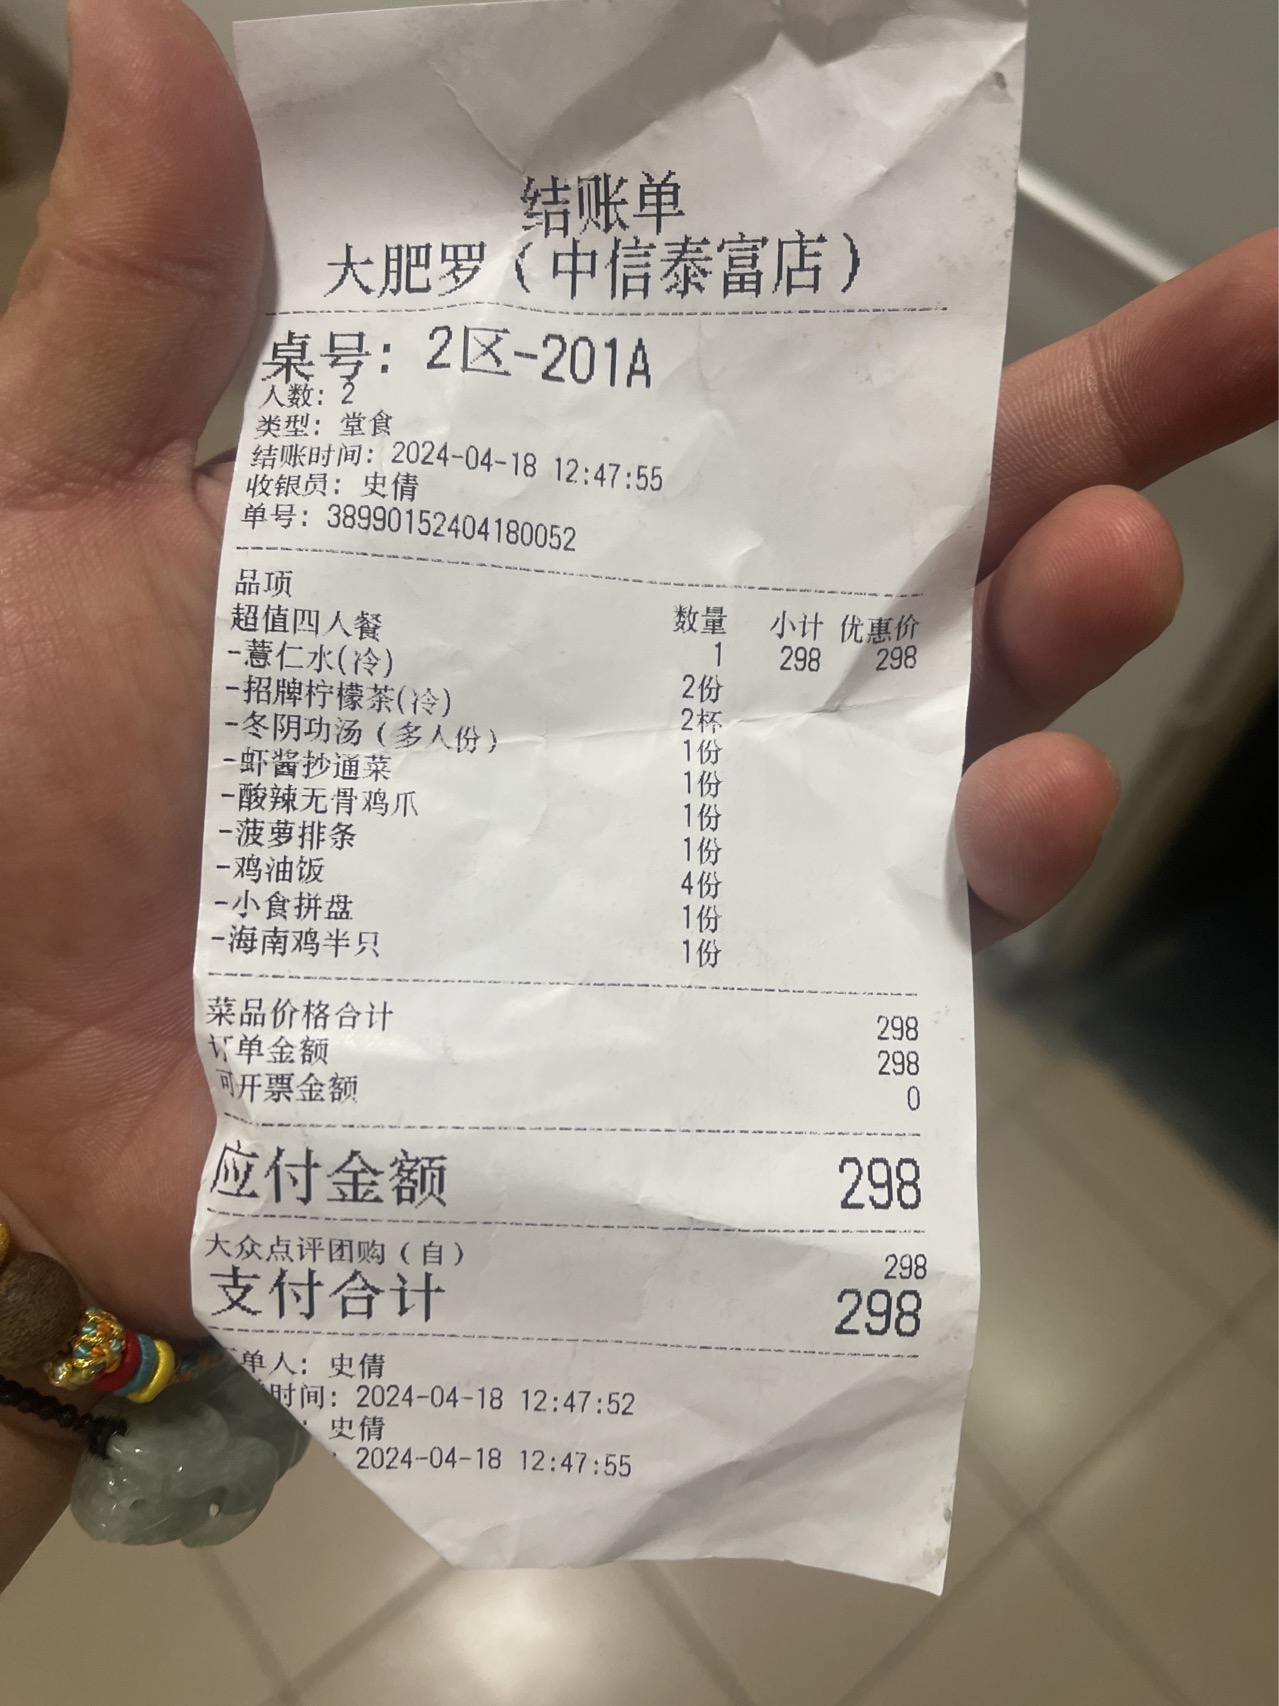 结账单
大肥罗（中信泰富店）
桌号: 2区-201A
人数: 2
类型: 堂食
结账时间: 2024-04-18 12:47:55
收银员: 史倩
单号: 38990152404180052
品项 数量 小计 优惠价
超值四人餐 1 298 298
-薏仁水(冷) 2份
-招牌柠檬茶(冷) 2杯
-冬阴功汤（多人份） 1份
-虾酱抄通菜 1份
-酸辣无骨鸡爪 1份
-菠萝排条 1份
-鸡油饭 4份
-小食拼盘 1份
-海南鸡半只 1份
菜品价格合计 298
订单金额 298
可开票金额 0
应付金额 298
大众点评团购（自） 298
支付合计 298
单人: 史倩
时间: 2024-04-18 12:47:52
: 史倩
: 2024-04-18 12:47:55